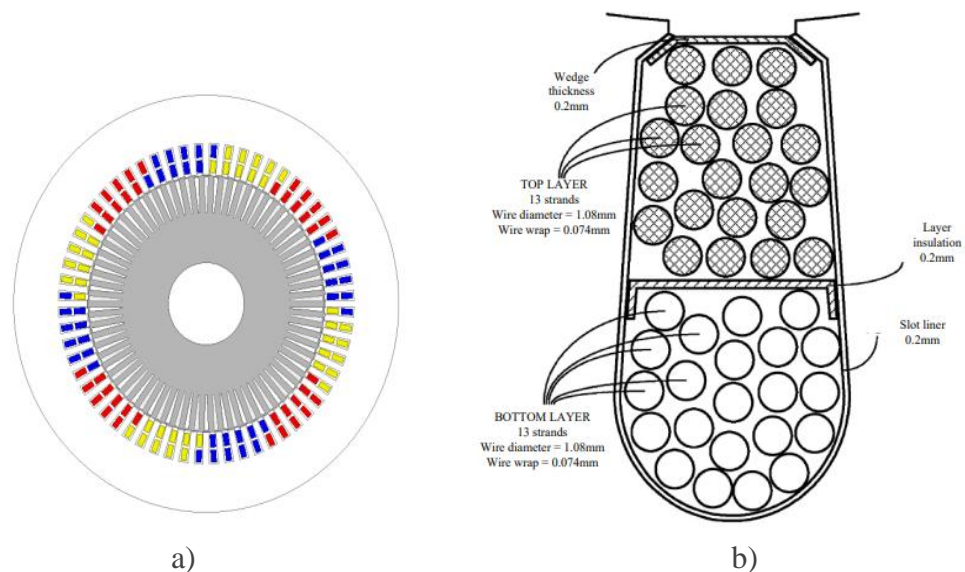 Wedge
thickness
0.2mm
TOP LAYER
13 strands
Wire diameter = 1.08mm
Wire wrap = 0.074mm
Layer
insulation
0.2mm
Slot liner
0.2mm
BOTTOM LAYER
13 strands
Wire diameter = 1.08mm
Wire wrap = 0.074mm
a)
b)